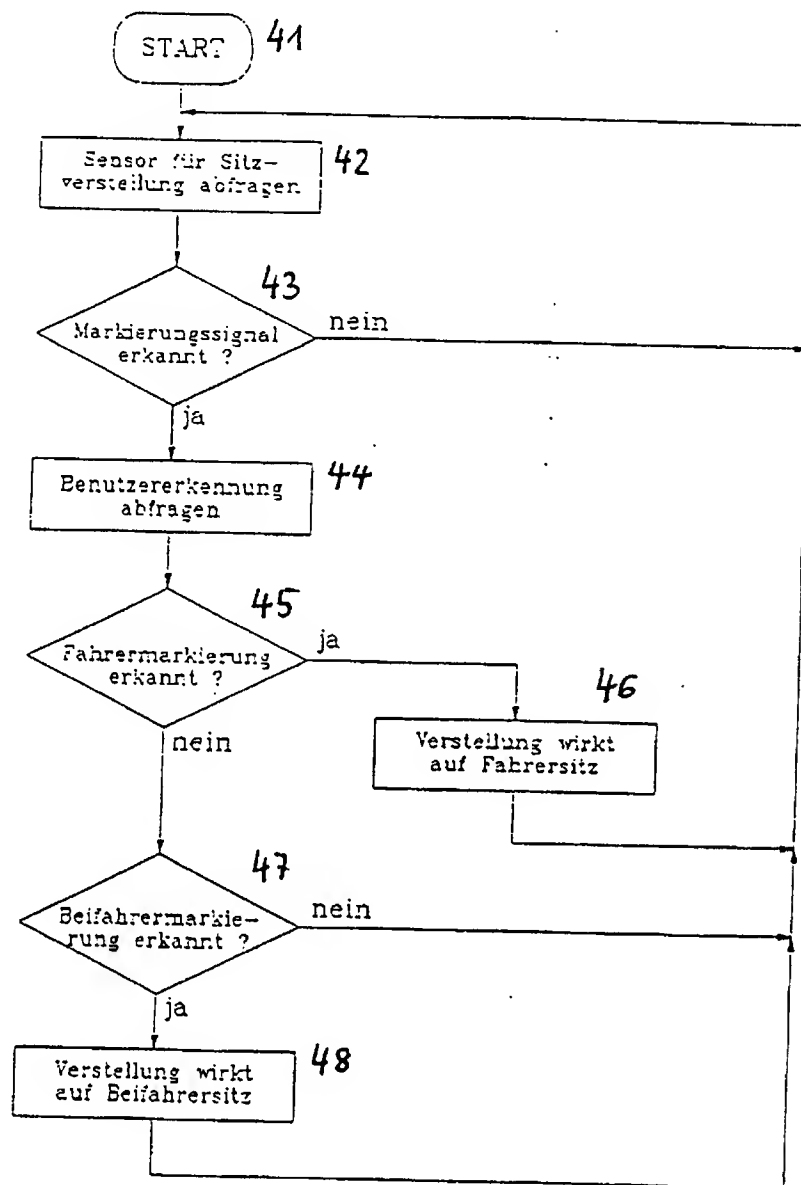 START
41
Sensor für Sitz-
verstellung abfragen
42
43
Markierungssignal
erkannt ?
nein
ja
Benutzererkennung
abfragen
44
45
Fahrermarkierung
erkannt ?
ja
nein
46
Verstellung wirkt
auf Fahrersitz
47
Beifahrermarkie-
rung erkannt ?
nein
ja
Verstellung wirkt
auf Beifahrersitz
48